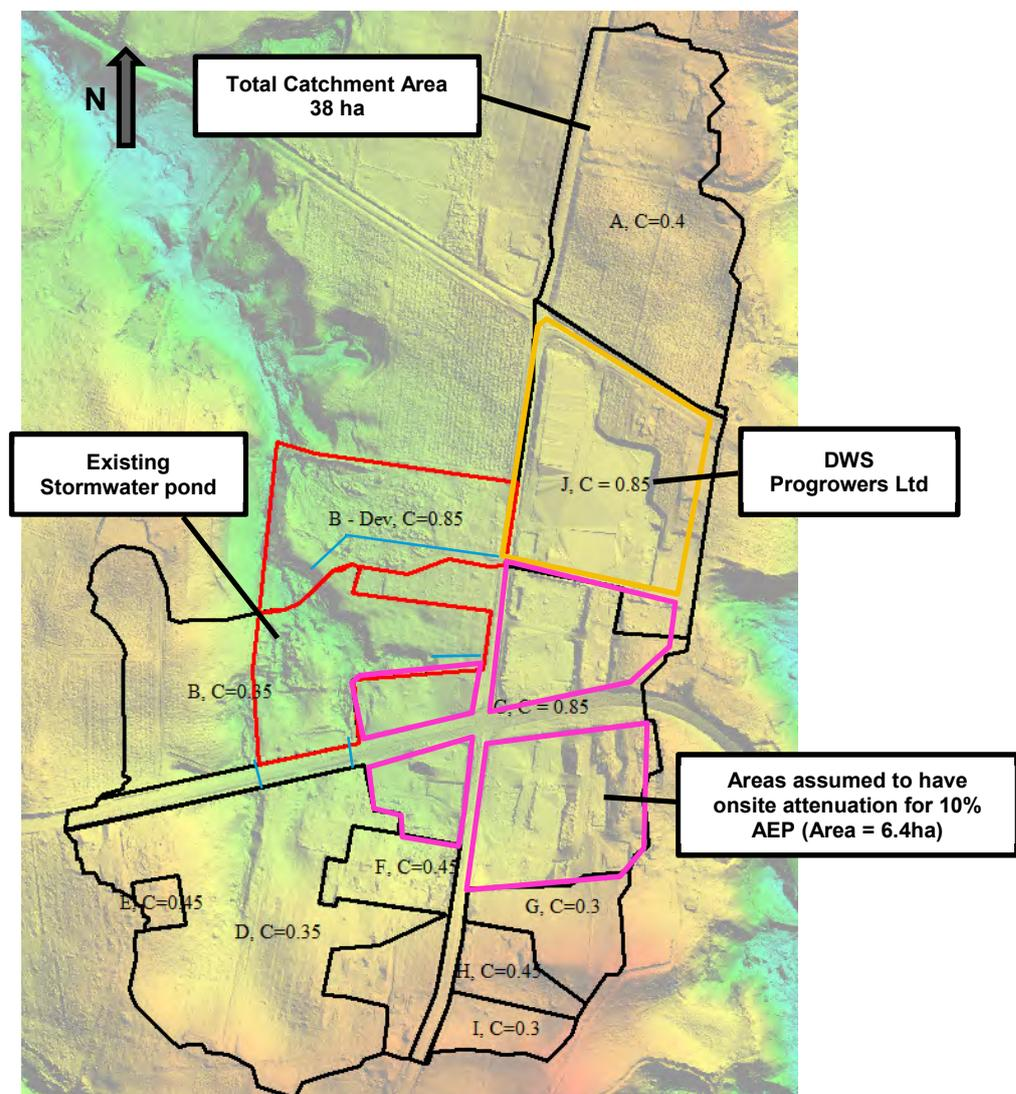 Total Catchment Area
38 ha
N
A, C=0.4
Existing
Stormwater pond
DWS
Progrowers Ltd
J, C = 0.85
B - Dev, C=0.85
B, C=0.35
C, C = 0.85
Areas assumed to have
onsite attenuation for 10%
AEP (Area = 6.4ha)
F, C=0.45
E, C=0.45
G, C=0.3
D, C=0.35
H, C=0.45
I, C=0.3